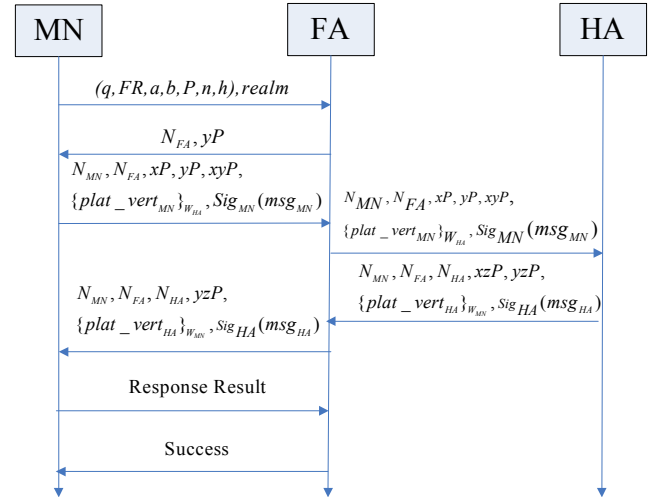 MN FA HA
(q, FR, a, b, P, n, h), realm
N_FA, yP
N_MN, N_FA, xP, yP, xyP,
{plat_vert_MN}_W_HA, Sig_MN(msg_MN)
N_MN, N_FA, xP, yP, xyP,
{plat_vert_MN}_W_HA, Sig_MN(msg_MN)
N_MN, N_FA, N_HA, xzP, yzP,
{plat_vert_HA}_W_MN, Sig_HA(msg_HA)
N_MN, N_FA, N_HA, yzP,
{plat_vert_HA}_W_MN, Sig_HA(msg_HA)
Response Result
Success